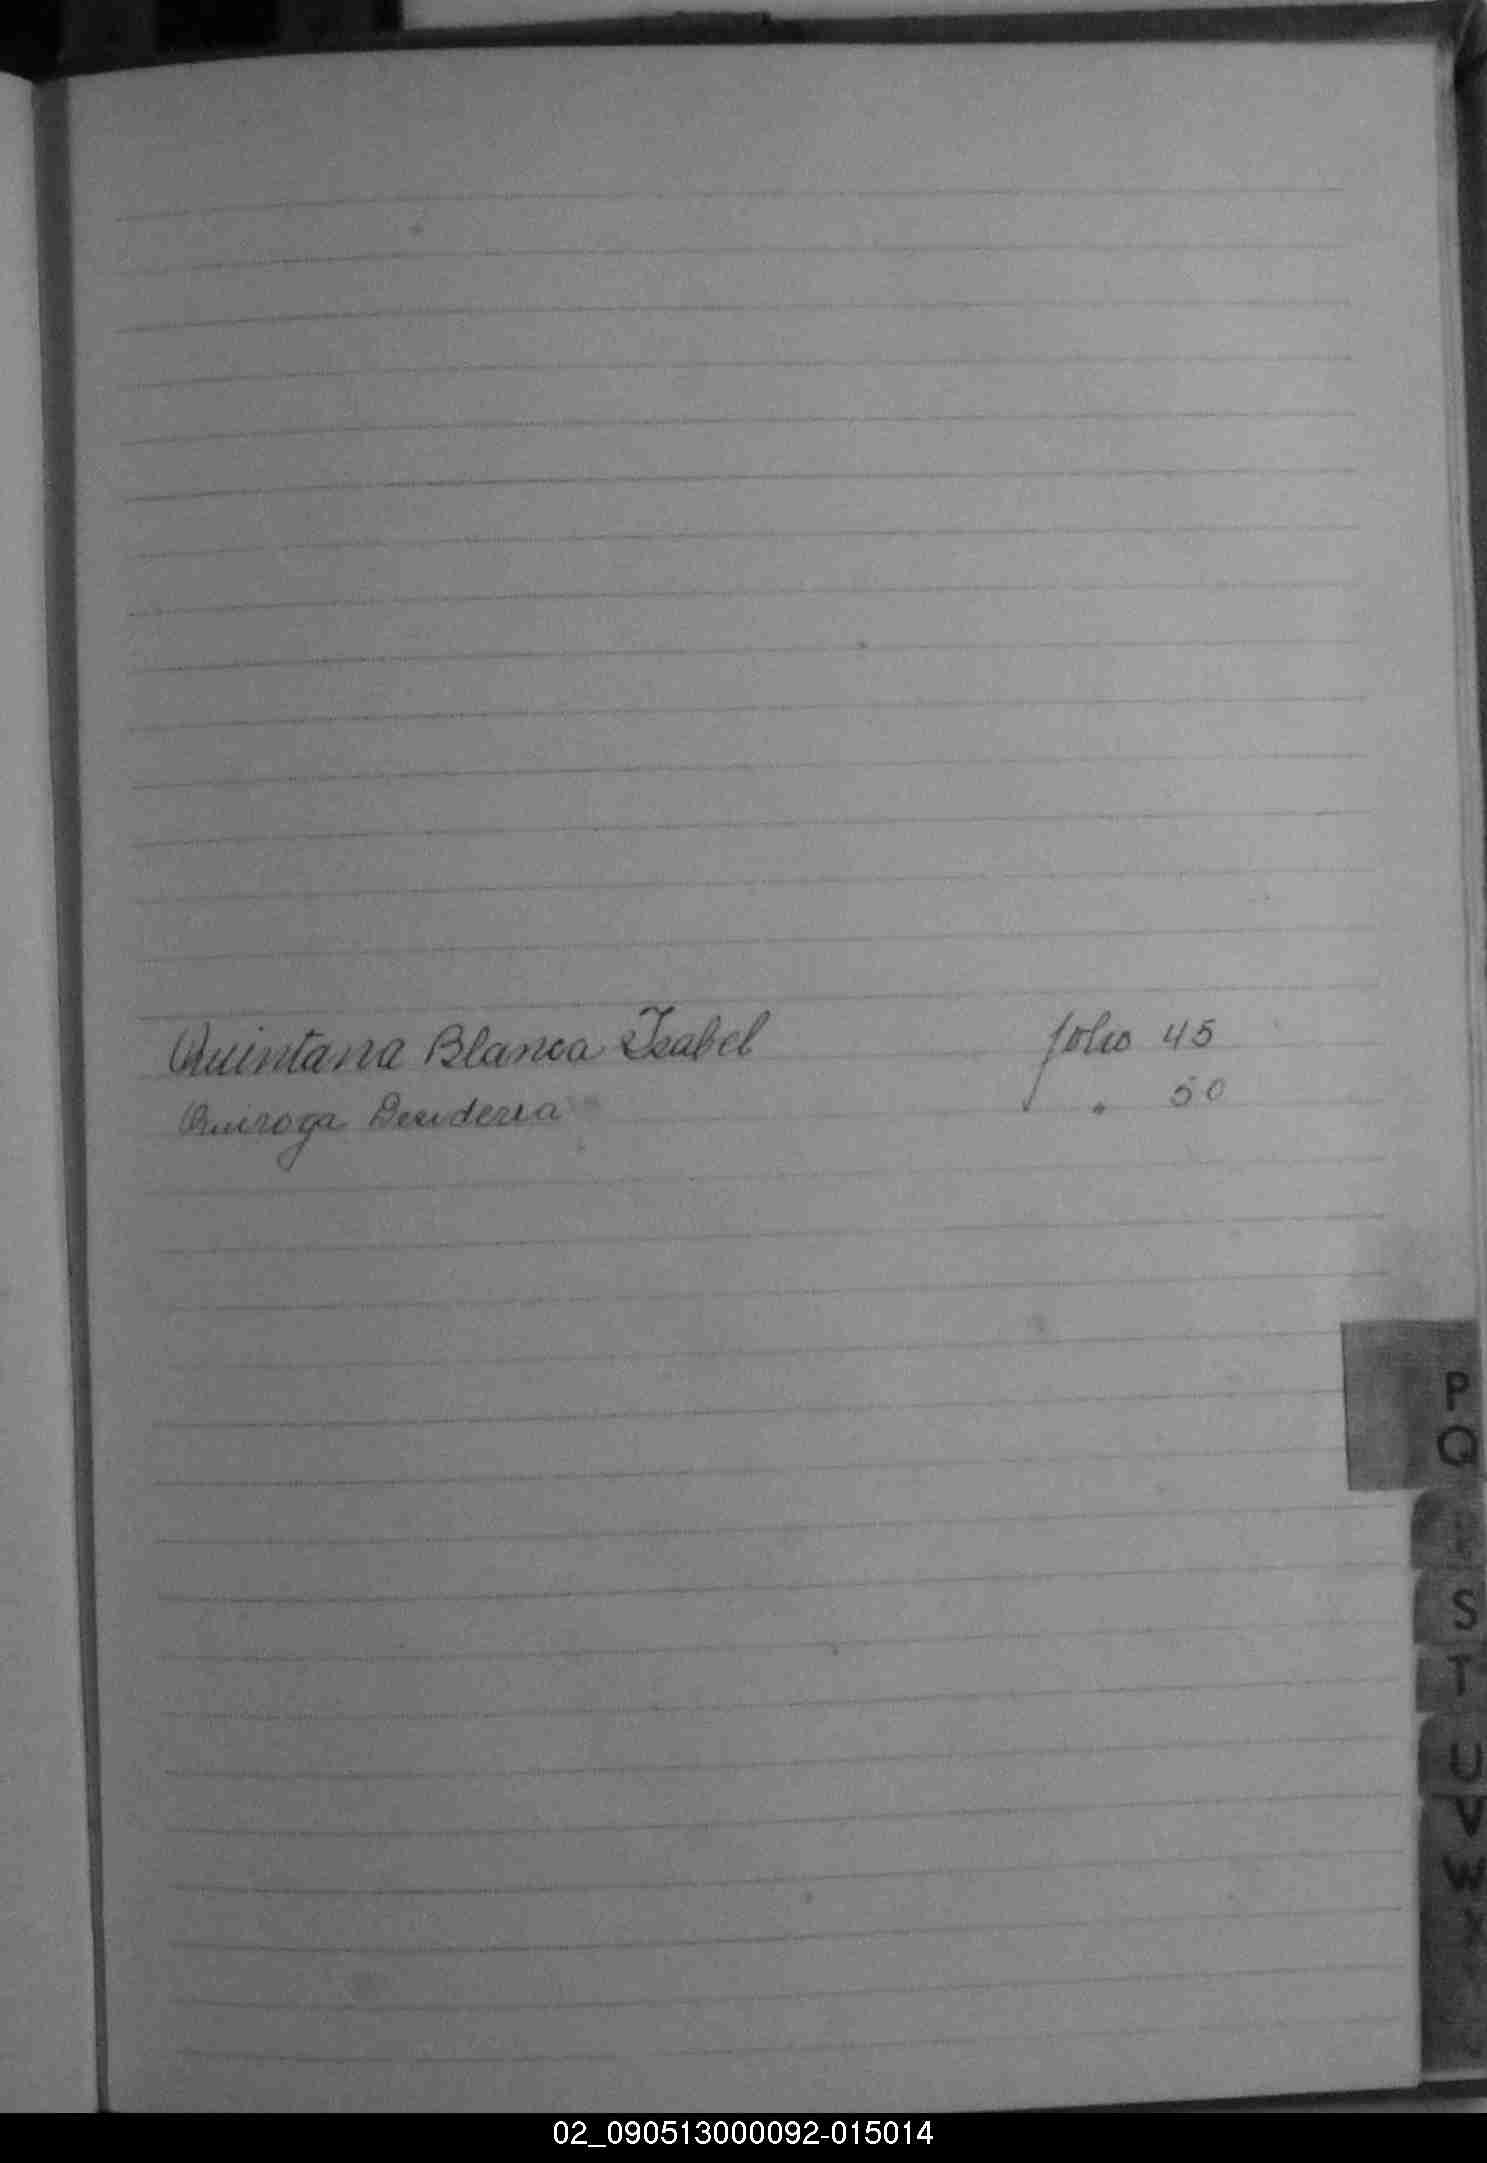 Quintana Blanca Isabel folio 45
Quiroga Desideria " 50
P
Q
S
T
U
V
W
X
02_090513000092-015014